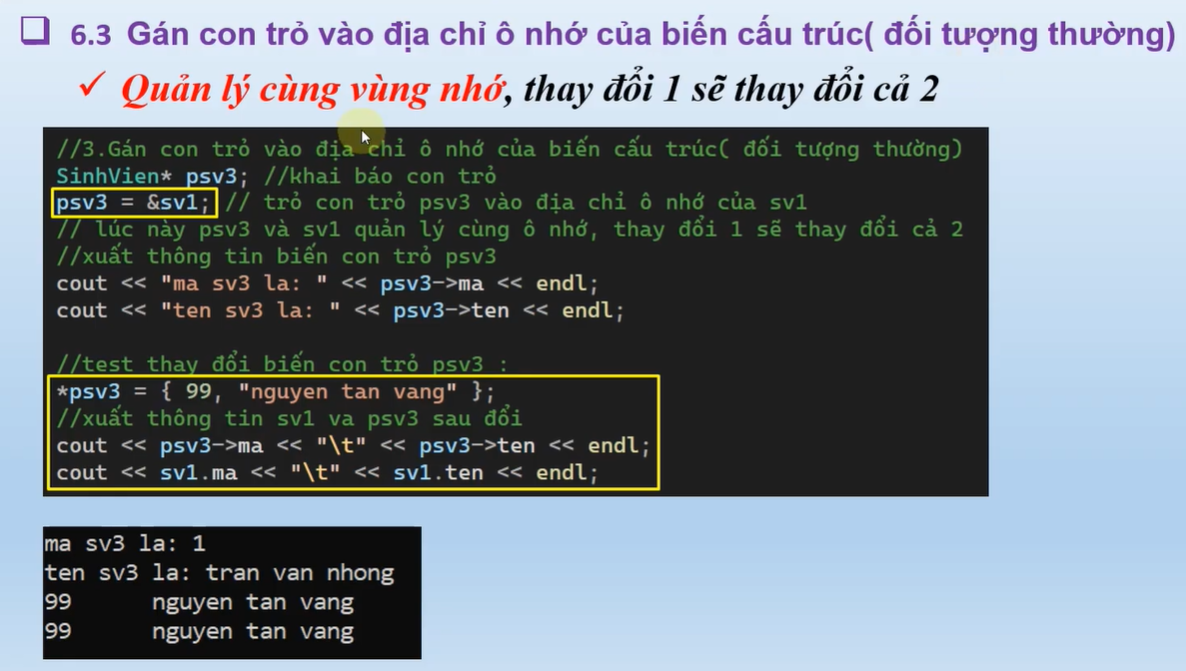 6.3 Gán con trỏ vào địa chỉ ô nhớ của biến cấu trúc( đối tượng thường)
✓ Quản lý cùng vùng nhớ, thay đổi 1 sẽ thay đổi cả 2
//3.Gán con trỏ vào địa chỉ ô nhớ của biến cấu trúc( đối tượng thường)
SinhVien* psv3; //khai báo con trỏ
psv3 = &sv1; // trỏ con trỏ psv3 vào địa chỉ ô nhớ của sv1
// lúc này psv3 và sv1 quản lý cùng ô nhớ, thay đổi 1 sẽ thay đổi cả 2
//xuất thông tin biến con trỏ psv3
cout << "ma sv3 la: " << psv3->ma << endl;
cout << "ten sv3 la: " << psv3->ten << endl;
//test thay đổi biến con trỏ psv3 :
*psv3 = { 99, "nguyen tan vang" };
//xuất thông tin sv1 va psv3 sau đổi
cout << psv3->ma << "\t" << psv3->ten << endl;
cout << sv1.ma << "\t" << sv1.ten << endl;
ma sv3 la: 1
ten sv3 la: tran van nhong
99 nguyen tan vang
99 nguyen tan vang